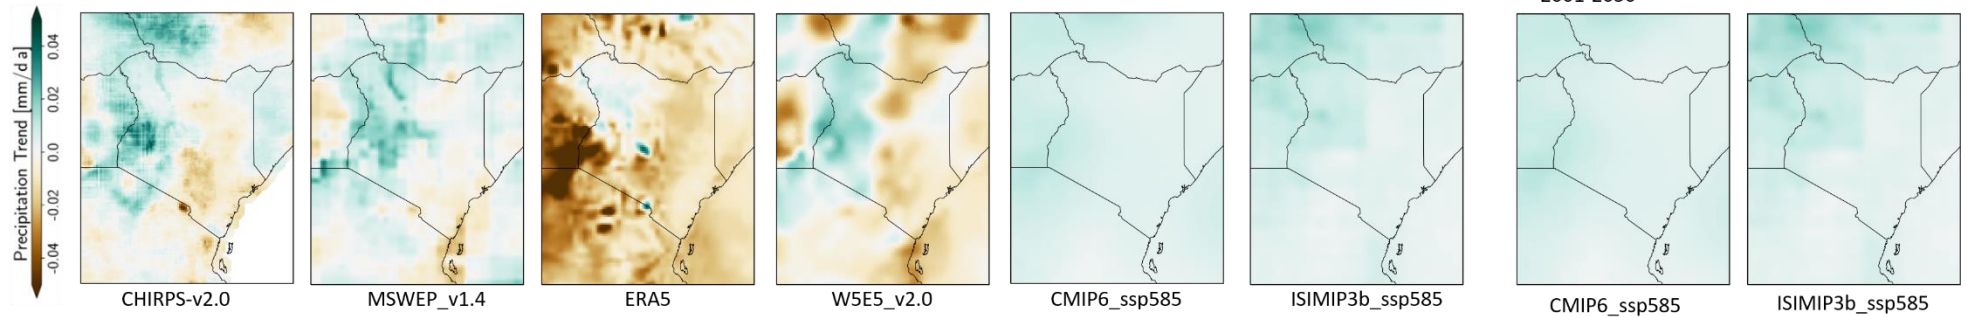 Precipitation Trend [mm/d a]
0.04
0.02
0.0
-0.02
-0.04
CHIRPS-v2.0
MSWEP_v1.4
ERA5
W5E5_v2.0
CMIP6_ssp585
ISIMIP3b_ssp585
CMIP6_ssp585
ISIMIP3b_ssp585